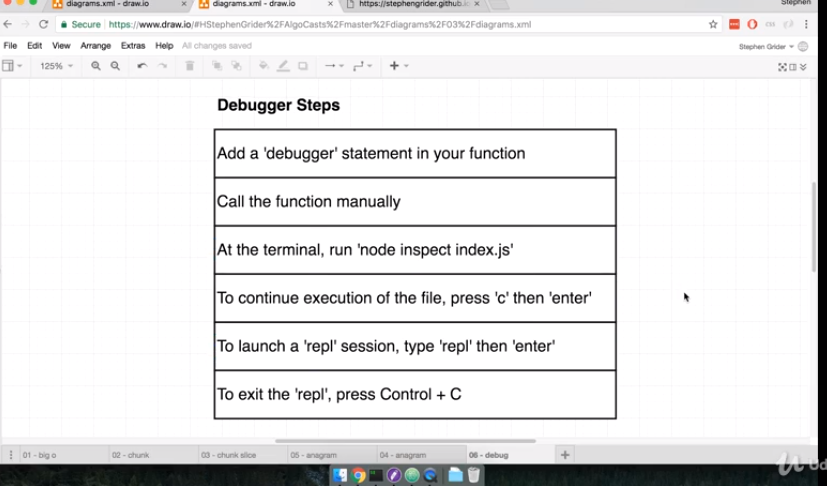 diagrams.xml - draw.io
diagrams.xml - draw.io
https://stephengrider.github.io
Stephen
Secure
https://www.draw.io/#HStephenGrider%2FAlgoCasts%2Fmaster%2Fdiagrams%2F03%2Fdiagrams.xml
File Edit View Arrange Extras Help All changes saved
Stephen Grider
125%
Debugger Steps
Add a 'debugger' statement in your function
Call the function manually
At the terminal, run 'node inspect index.js'
To continue execution of the file, press 'c' then 'enter'
To launch a 'repl' session, type 'repl' then 'enter'
To exit the 'repl', press Control + C
01 - big o 02 - chunk 03 - chunk slice 05 - anagram 04 - anagram 06 - debug